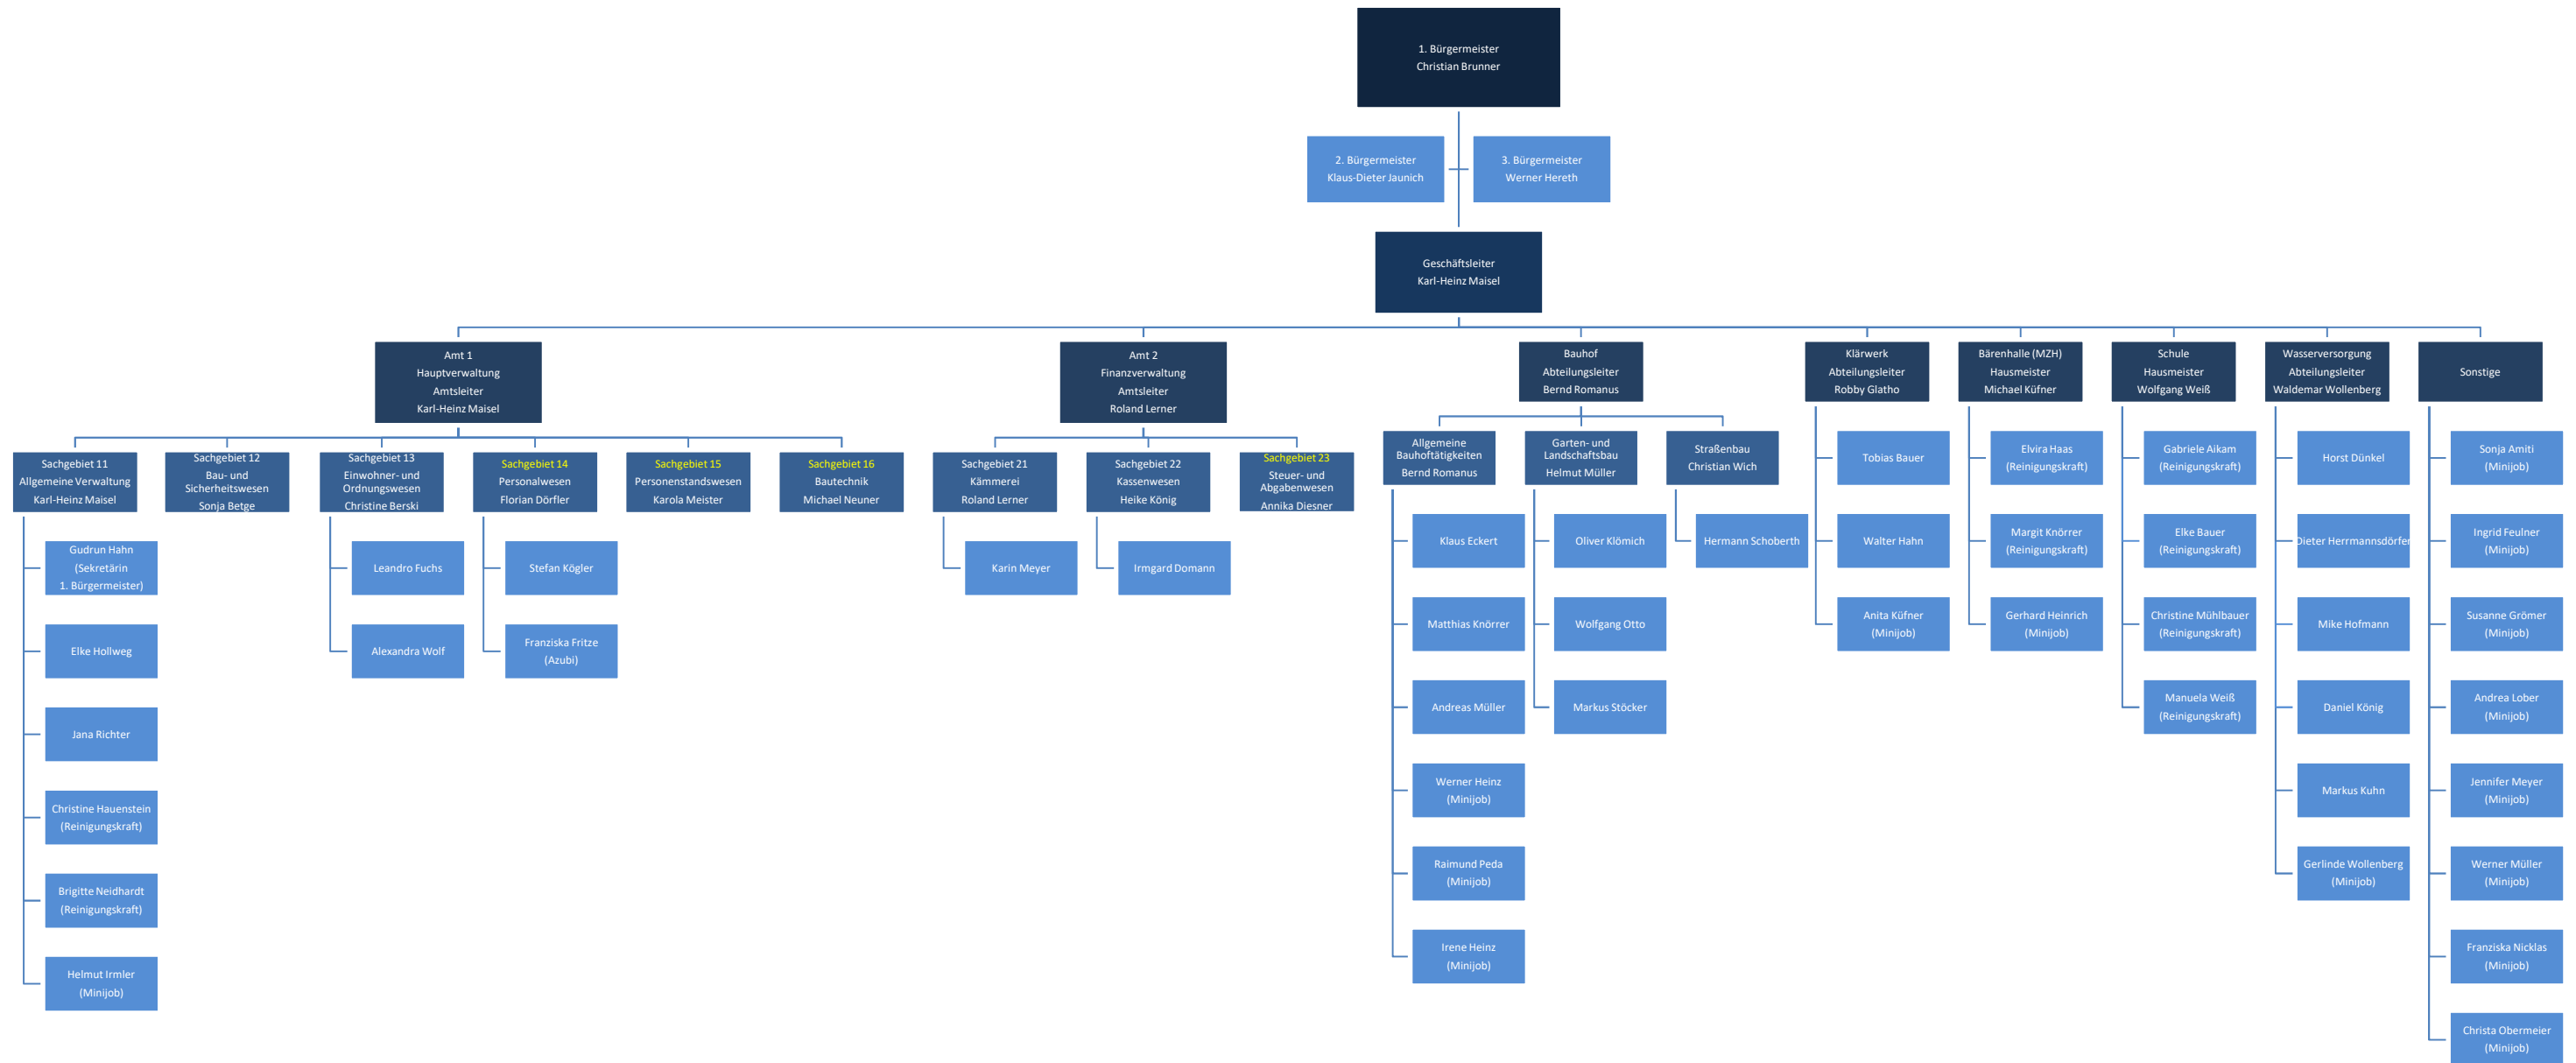 1. Bürgermeister
Christian Brunner
2. Bürgermeister
Klaus-Dieter Jaunich
3. Bürgermeister
Werner Hereth
Geschäftsleiter
Karl-Heinz Maisel
Amt 1
Hauptverwaltung
Amtsleiter
Karl-Heinz Maisel
Sachgebiet 11
Allgemeine Verwaltung
Karl-Heinz Maisel
Gudrun Hahn
(Sekretärin
1. Bürgermeister)
Elke Hollweg
Jana Richter
Christine Hauenstein
(Reinigungskraft)
Brigitte Neidhardt
(Reinigungskraft)
Helmut Irmler
(Minijob)
Sachgebiet 12
Bau- und
Sicherheitswesen
Sonja Betge
Sachgebiet 13
Einwohner- und
Ordnungswesen
Christine Berski
Leandro Fuchs
Alexandra Wolf
Sachgebiet 14
Personalwesen
Florian Dörfler
Stefan Kögler
Franziska Fritze
(Azubi)
Sachgebiet 15
Personenstandswesen
Karola Meister
Sachgebiet 16
Bautechnik
Michael Neuner
Amt 2
Finanzverwaltung
Amtsleiter
Roland Lerner
Sachgebiet 21
Kämmerei
Roland Lerner
Karin Meyer
Sachgebiet 22
Kassenwesen
Heike König
Irmgard Domann
Sachgebiet 23
Steuer- und
Abgabenwesen
Annika Diesner
Bauhof
Abteilungsleiter
Bernd Romanus
Allgemeine
Bauhoftätigkeiten
Bernd Romanus
Klaus Eckert
Matthias Knörrer
Andreas Müller
Werner Heinz
(Minijob)
Raimund Peda
(Minijob)
Irene Heinz
(Minijob)
Garten- und
Landschaftsbau
Helmut Müller
Oliver Klömich
Wolfgang Otto
Markus Stöcker
Straßenbau
Christian Wich
Hermann Schoberth
Klärwerk
Abteilungsleiter
Robby Glatho
Tobias Bauer
Walter Hahn
Anita Küfner
(Minijob)
Bärenhalle (MZH)
Hausmeister
Michael Küfner
Elvira Haas
(Reinigungskraft)
Margit Knörrer
(Reinigungskraft)
Gerhard Heinrich
(Minijob)
Schule
Hausmeister
Wolfgang Weiß
Gabriele Aikam
(Reinigungskraft)
Elke Bauer
(Reinigungskraft)
Christine Mühlbauer
(Reinigungskraft)
Manuela Weiß
(Reinigungskraft)
Wasserversorgung
Abteilungsleiter
Waldemar Wollenberg
Horst Dünkel
Dieter Herrmannsdörfer
Mike Hofmann
Daniel König
Markus Kuhn
Gerlinde Wollenberg
(Minijob)
Sonstige
Sonja Amiti
(Minijob)
Ingrid Feulner
(Minijob)
Susanne Grömer
(Minijob)
Andrea Lober
(Minijob)
Jennifer Meyer
(Minijob)
Werner Müller
(Minijob)
Franziska Nicklas
(Minijob)
Christa Obermeier
(Minijob)